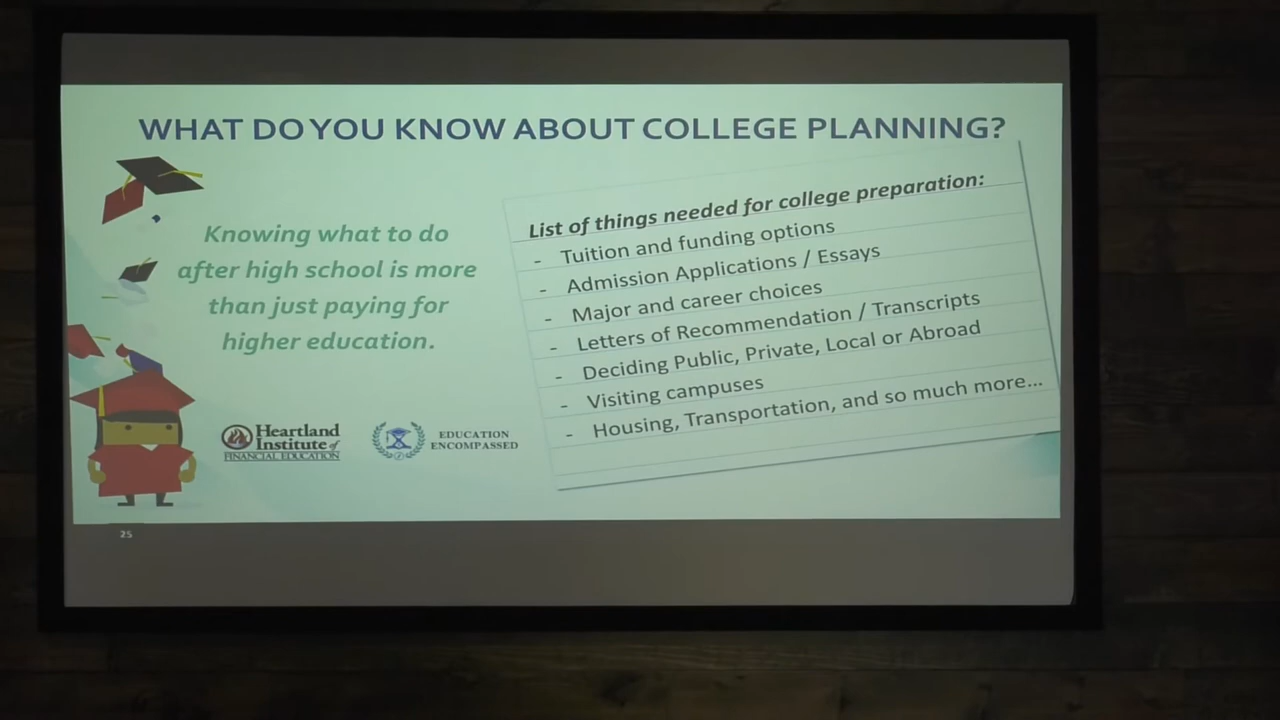 WHAT DO YOU KNOW ABOUT COLLEGE PLANNING?
Knowing what to do
after high school is more
than just paying for
higher education.
List of things needed for college preparation:
- Tuition and funding options
- Admission Applications / Essays
- Major and career choices
- Letters of Recommendation / Transcripts
- Deciding Public, Private, Local or Abroad
- Visiting campuses
- Housing, Transportation, and so much more...
Heartland
Institute of
FINANCIAL EDUCATION
EDUCATION
ENCOMPASSED
25